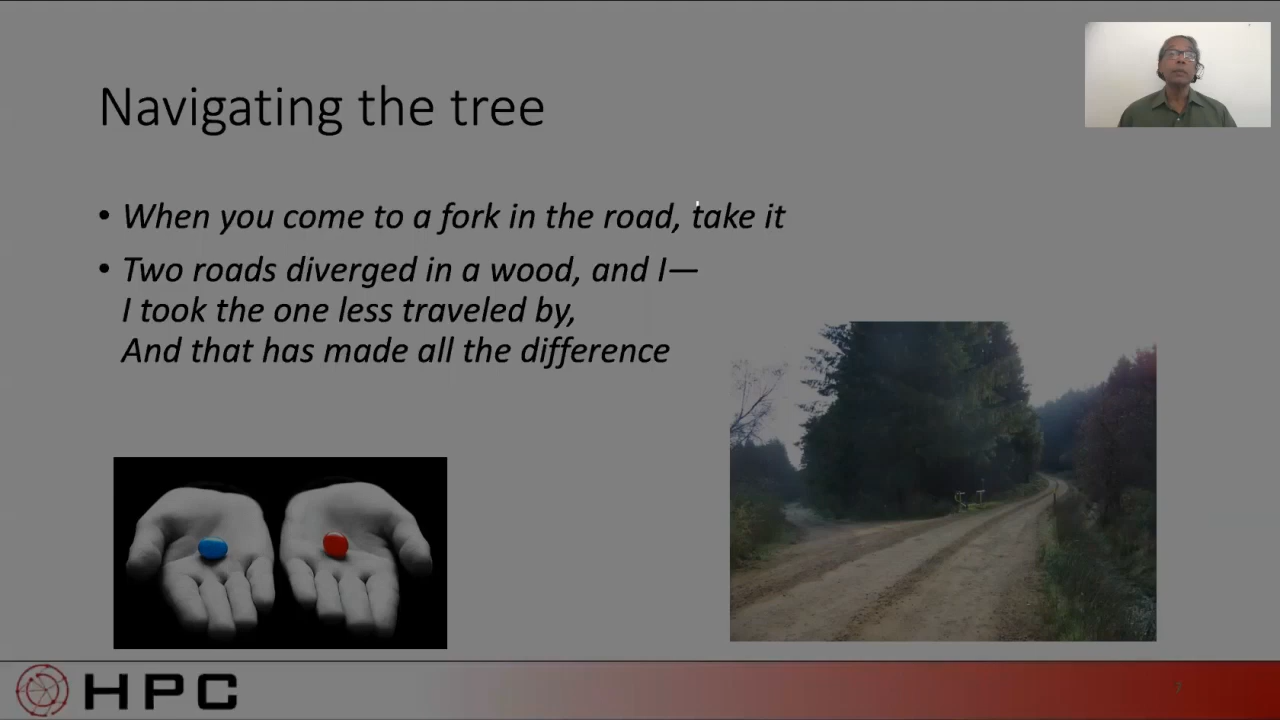 Navigating the tree
• When you come to a fork in the road, take it
• Two roads diverged in a wood, and I—
I took the one less traveled by,
And that has made all the difference
HPC
7